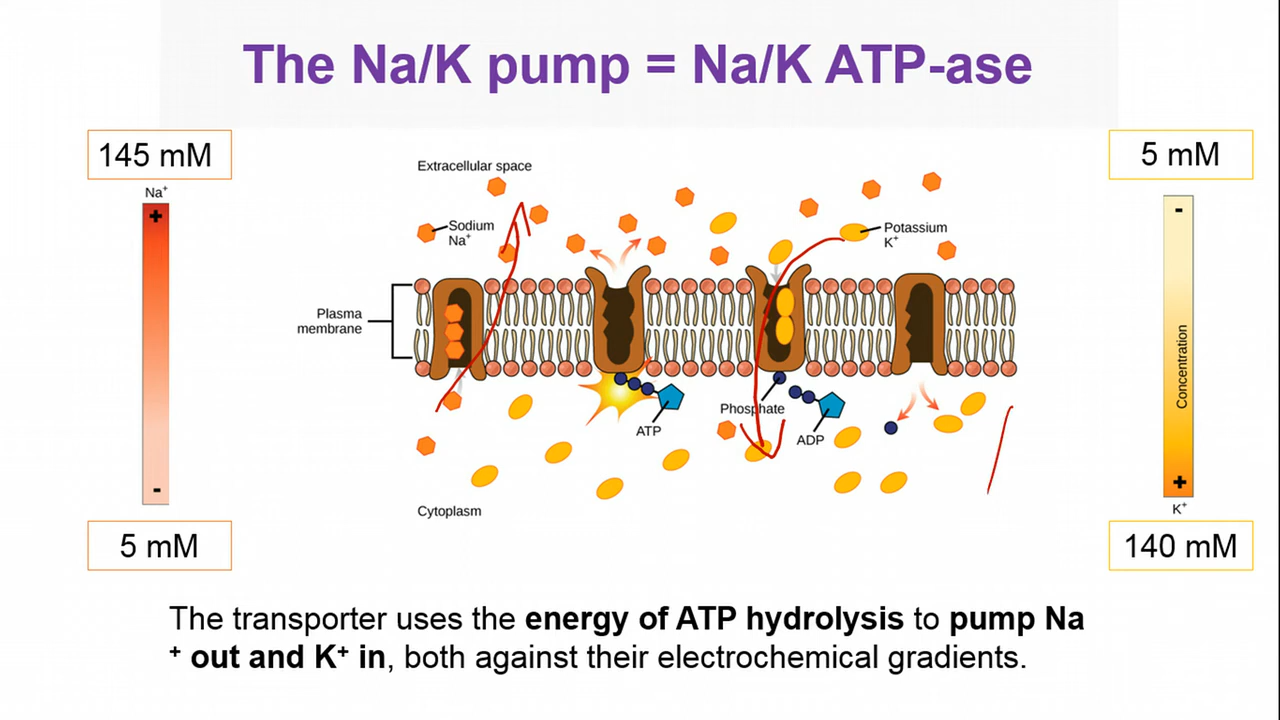 The Na/K pump = Na/K ATP-ase
145 mM
Na⁺
+
-
5 mM
Extracellular space
Sodium
Na⁺
Potassium
K⁺
Plasma
membrane
ATP
Phosphate
ADP
Cytoplasm
5 mM
-
Concentration
+
K⁺
140 mM
The transporter uses the energy of ATP hydrolysis to pump Na
⁺ out and K⁺ in, both against their electrochemical gradients.